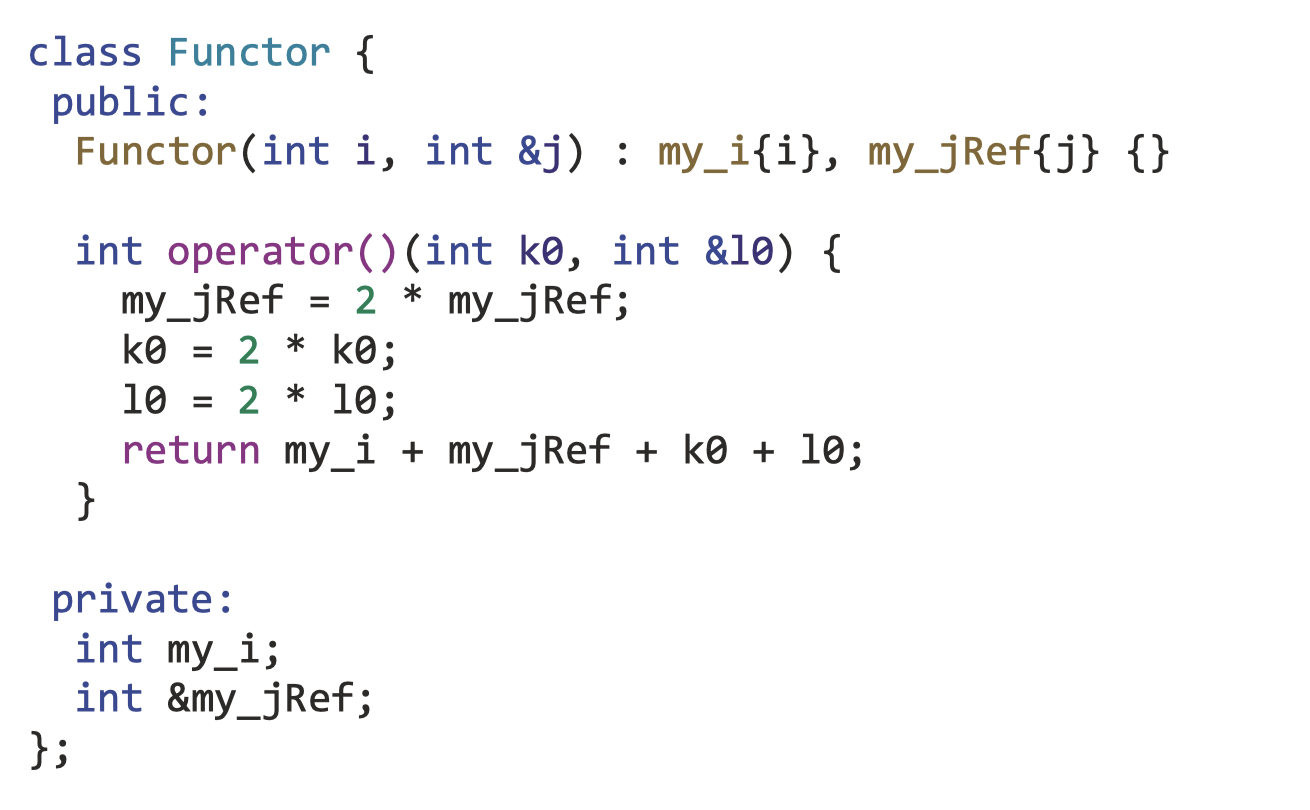 class Functor {
 public:
  Functor(int i, int &j) : my_i{i}, my_jRef{j} {}

  int operator()(int k0, int &l0) {
    my_jRef = 2 * my_jRef;
    k0 = 2 * k0;
    l0 = 2 * l0;
    return my_i + my_jRef + k0 + l0;
  }

 private:
  int my_i;
  int &my_jRef;
};